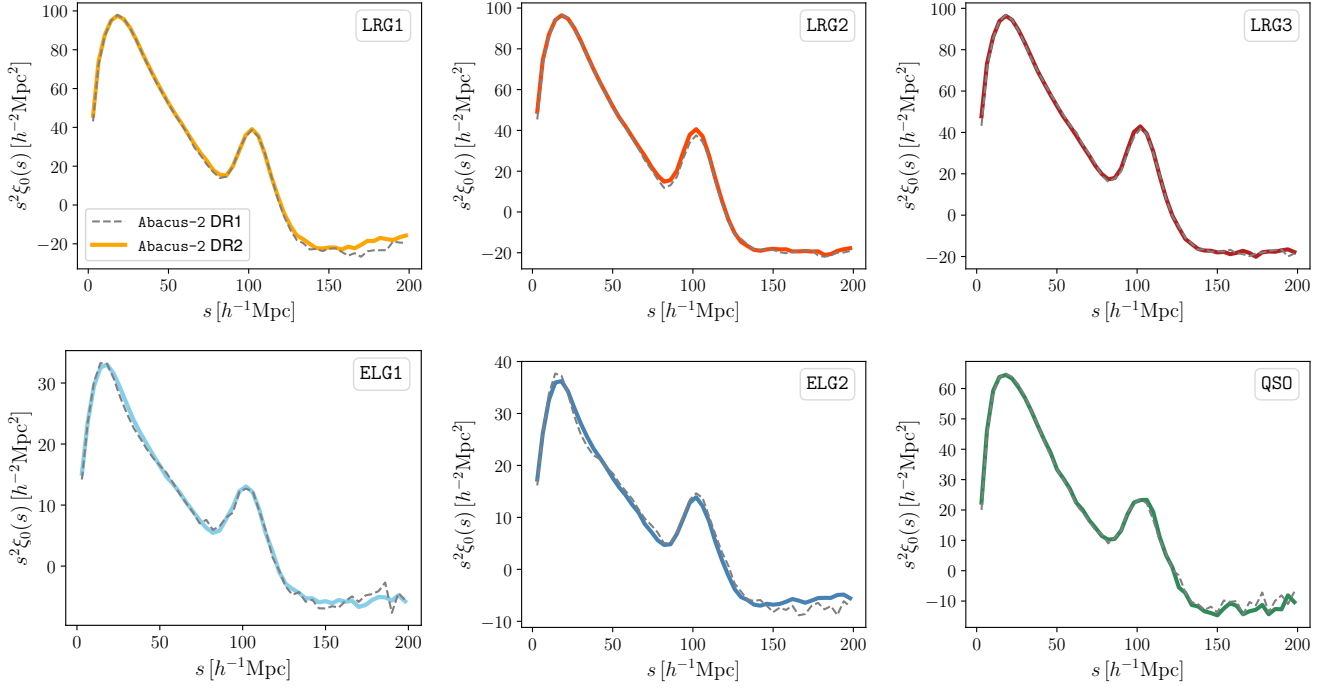 LRG1
s²ξ₀(s) [h⁻²Mpc²]
100
80
60
40
20
0
−20
Abacus-2 DR1
Abacus-2 DR2
0 50 100 150 200
s [h⁻¹Mpc]
LRG2
s²ξ₀(s) [h⁻²Mpc²]
100
80
60
40
20
0
−20
0 50 100 150 200
s [h⁻¹Mpc]
LRG3
s²ξ₀(s) [h⁻²Mpc²]
100
80
60
40
20
0
−20
0 50 100 150 200
s [h⁻¹Mpc]
ELG1
s²ξ₀(s) [h⁻²Mpc²]
30
20
10
0
0 50 100 150 200
s [h⁻¹Mpc]
ELG2
s²ξ₀(s) [h⁻²Mpc²]
40
30
20
10
0
−10
0 50 100 150 200
s [h⁻¹Mpc]
QSO
s²ξ₀(s) [h⁻²Mpc²]
60
50
40
30
20
10
0
−10
0 50 100 150 200
s [h⁻¹Mpc]